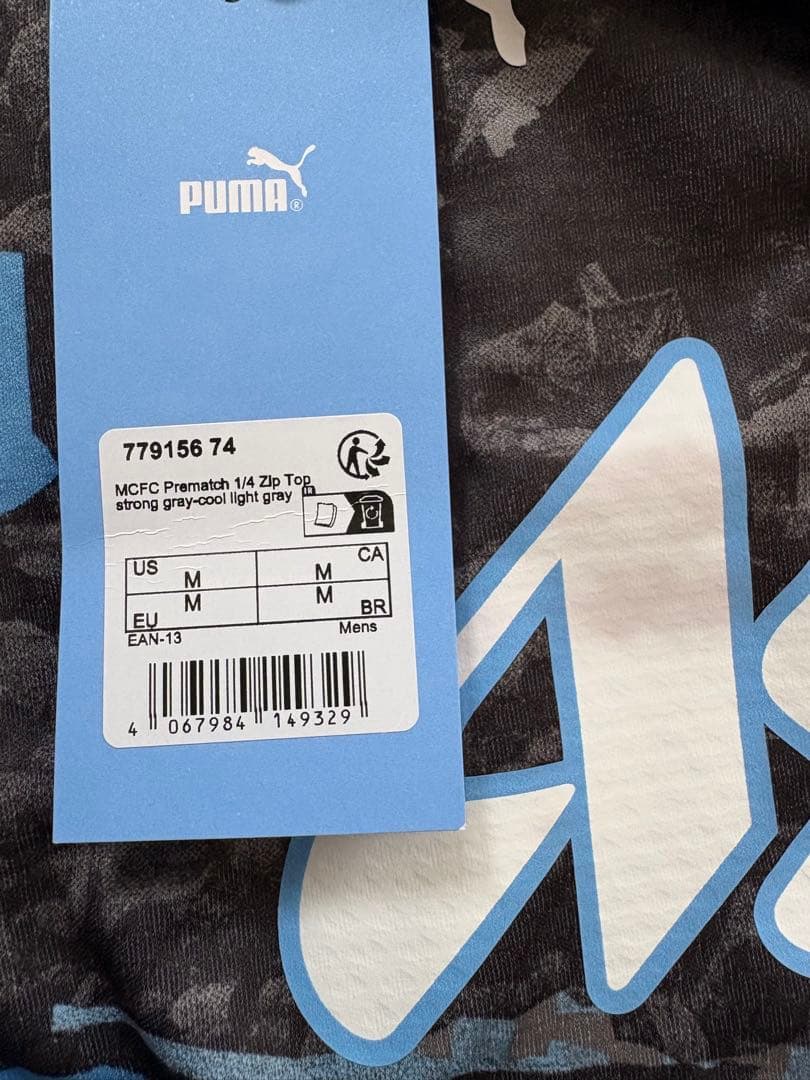 PUMA®
779156 74
MCFC Prematch 1/4 Zip Top
strong gray-cool light gray
FR
US M M CA
EU M M BR
EAN-13 Mens
4 067984 149329